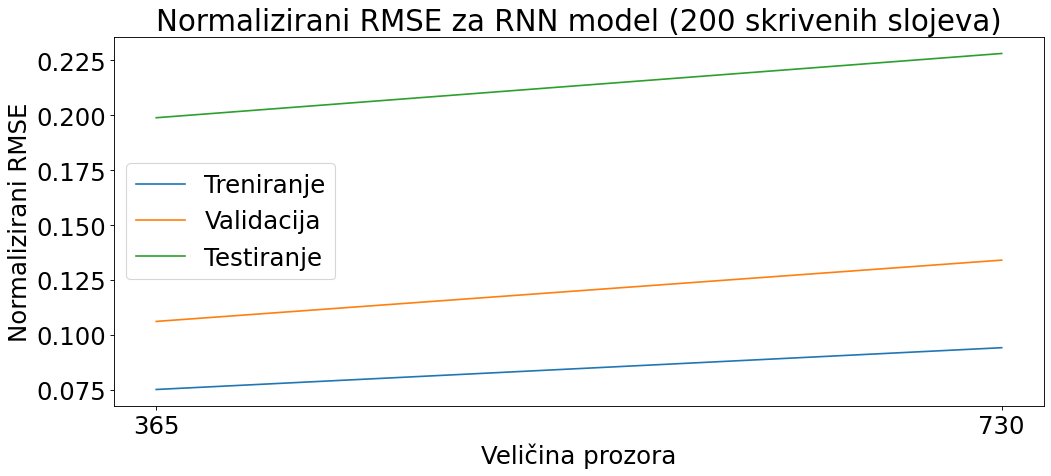 Normalizirani RMSE za RNN model (200 skrivenih slojeva)
Normalizirani RMSE
0.225
0.200
0.175
0.150
0.125
0.100
0.075
Treniranje
Validacija
Testiranje
365
730
Veličina prozora